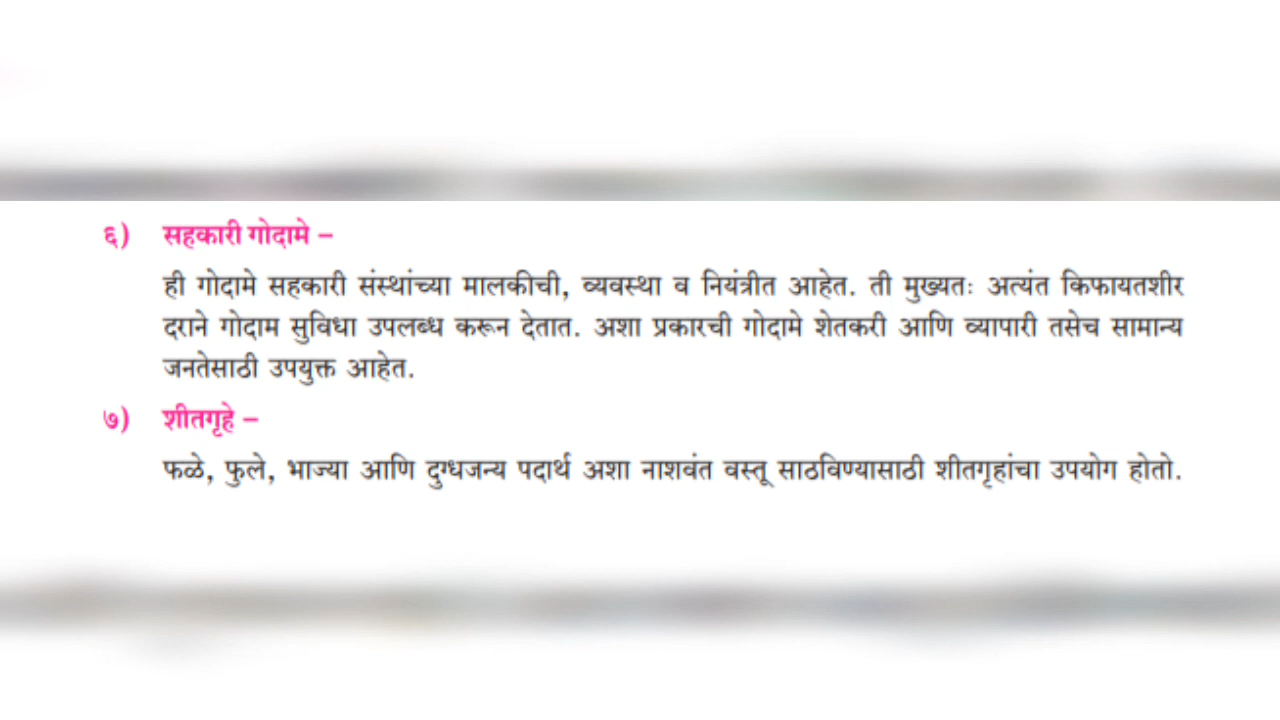 ६) सहकारी गोदामे –
ही गोदामे सहकारी संस्थांच्या मालकीची, व्यवस्था व नियंत्रीत आहेत. ती मुख्यतः अत्यंत किफायतशीर
दराने गोदाम सुविधा उपलब्ध करून देतात. अशा प्रकारची गोदामे शेतकरी आणि व्यापारी तसेच सामान्य
जनतेसाठी उपयुक्त आहेत.
७) शीतगृहे –
फळे, फुले, भाज्या आणि दुग्धजन्य पदार्थ अशा नाशवंत वस्तू साठविण्यासाठी शीतगृहांचा उपयोग होतो.